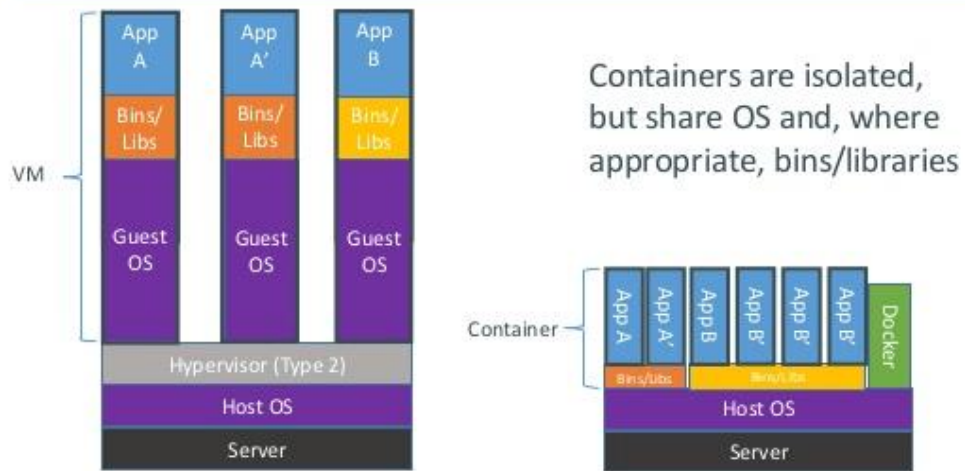 App
A
App
A'
App
B
Bins/
Libs
Bins/
Libs
Bins/
Libs
VM
Guest
OS
Guest
OS
Guest
OS
Hypervisor (Type 2)
Host OS
Server
Containers are isolated,
but share OS and, where
appropriate, bins/libraries
Container
App A
App A'
App B
App B'
App B'
App B'
Docker
Bins/Libs
Bins/Libs
Host OS
Server